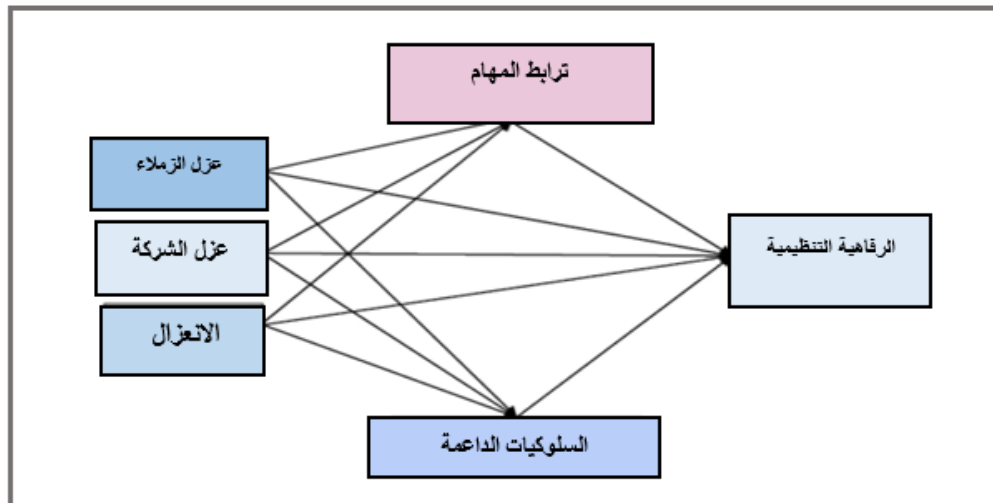 ترابط المهام
عزل الزملاء
عزل الشركة
الانعزال
الرفاهية التنظيمية
السلوكيات الداعمة